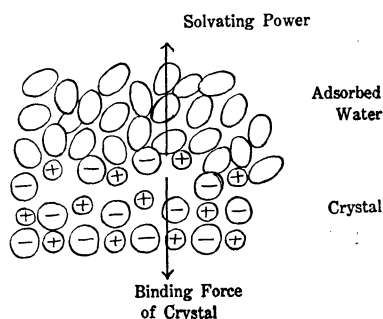 Solvating Power
Adsorbed
Water
Crystal
Binding Force
of Crystal